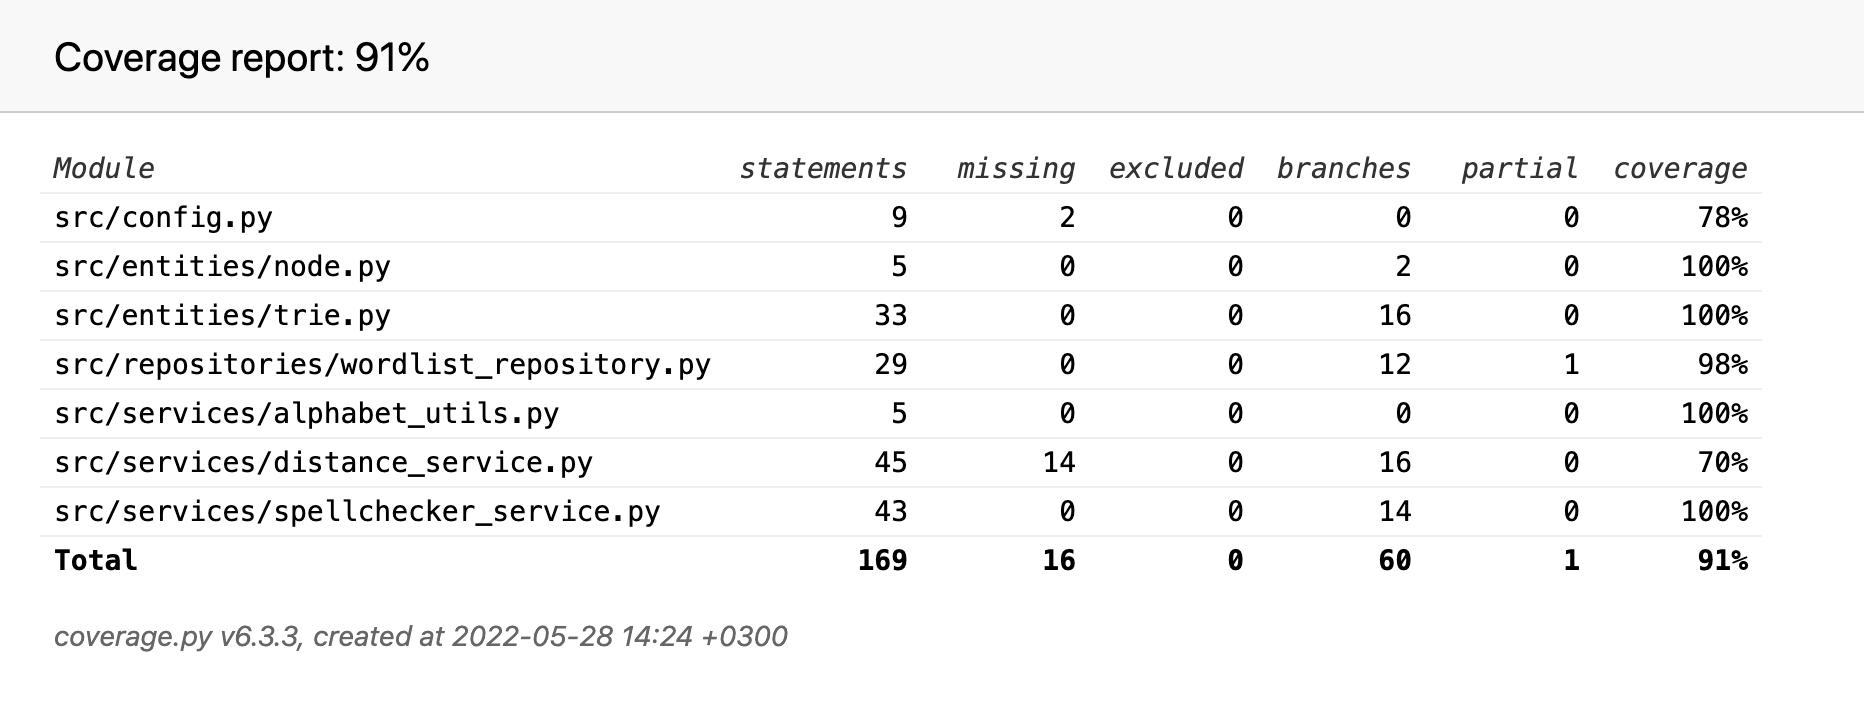 Coverage report: 91%
Module statements missing excluded branches partial coverage
src/config.py 9 2 0 0 0 78%
src/entities/node.py 5 0 0 2 0 100%
src/entities/trie.py 33 0 0 16 0 100%
src/repositories/wordlist_repository.py 29 0 0 12 1 98%
src/services/alphabet_utils.py 5 0 0 0 0 100%
src/services/distance_service.py 45 14 0 16 0 70%
src/services/spellchecker_service.py 43 0 0 14 0 100%
Total 169 16 0 60 1 91%
coverage.py v6.3.3, created at 2022-05-28 14:24 +0300